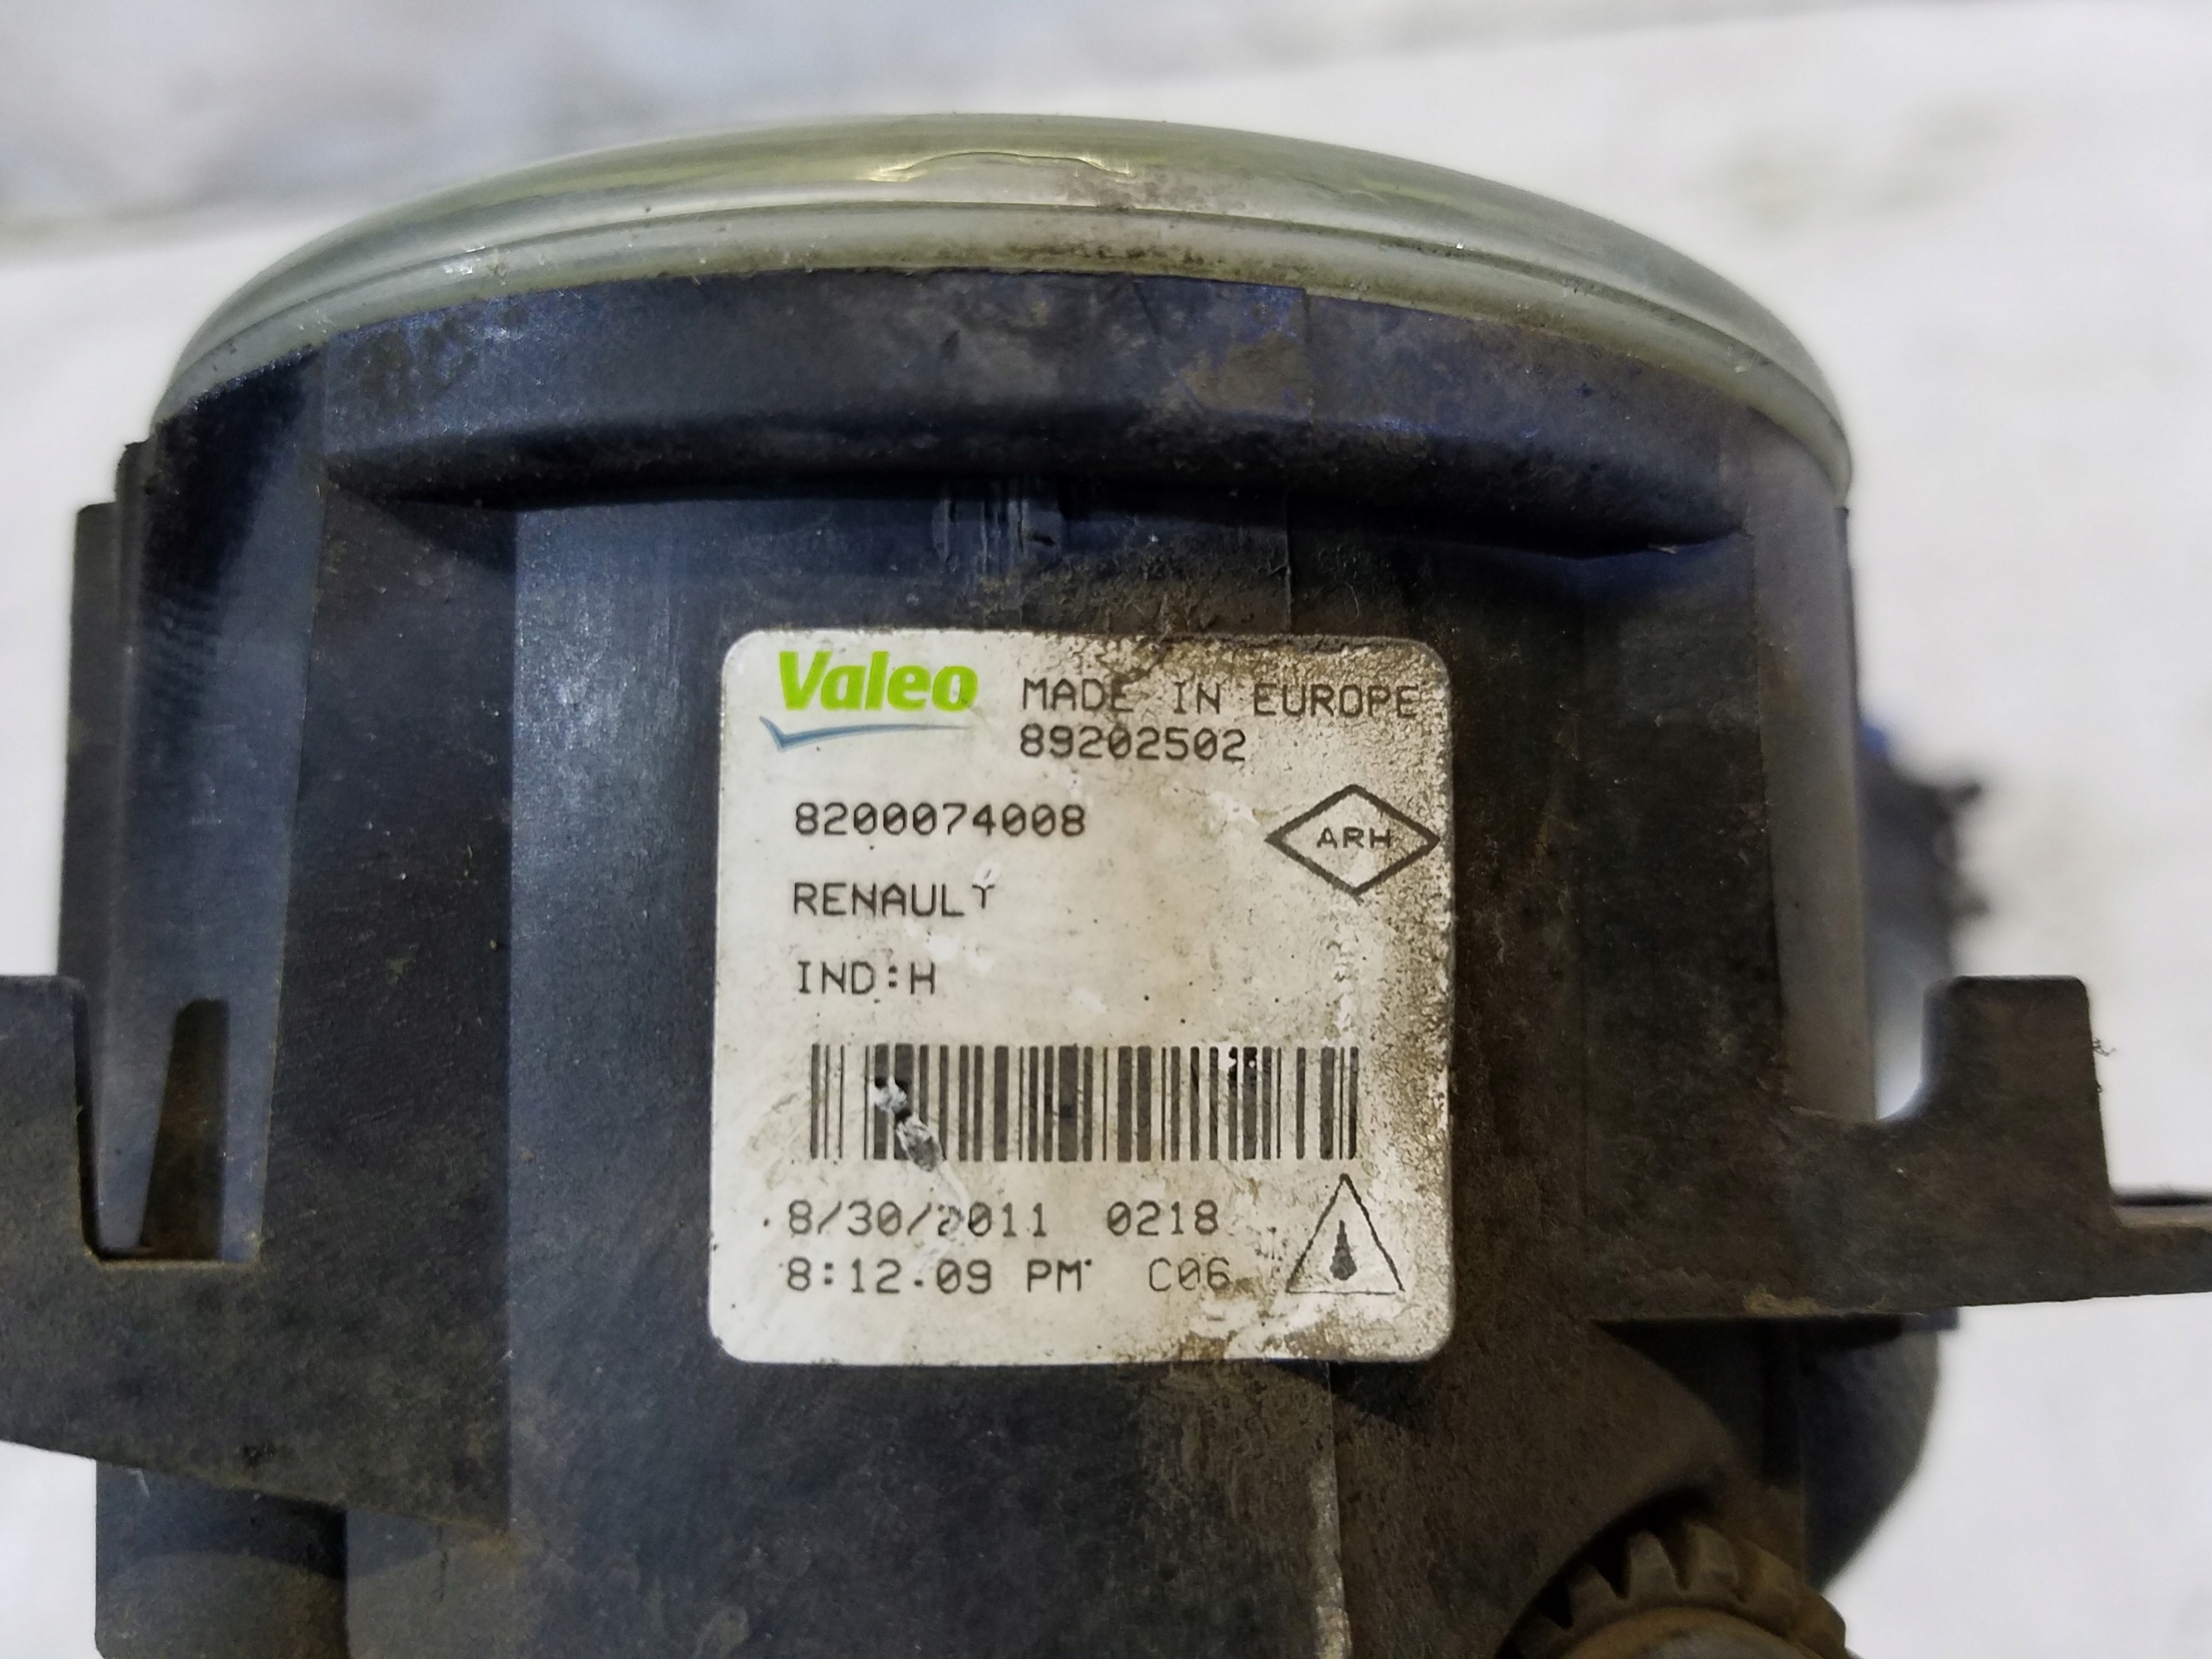 Valeo MADE IN EUROPE
89202502
8200074008
ARH
RENAULT
IND:H
8/30/2011 0218
8:12:09 PM C06